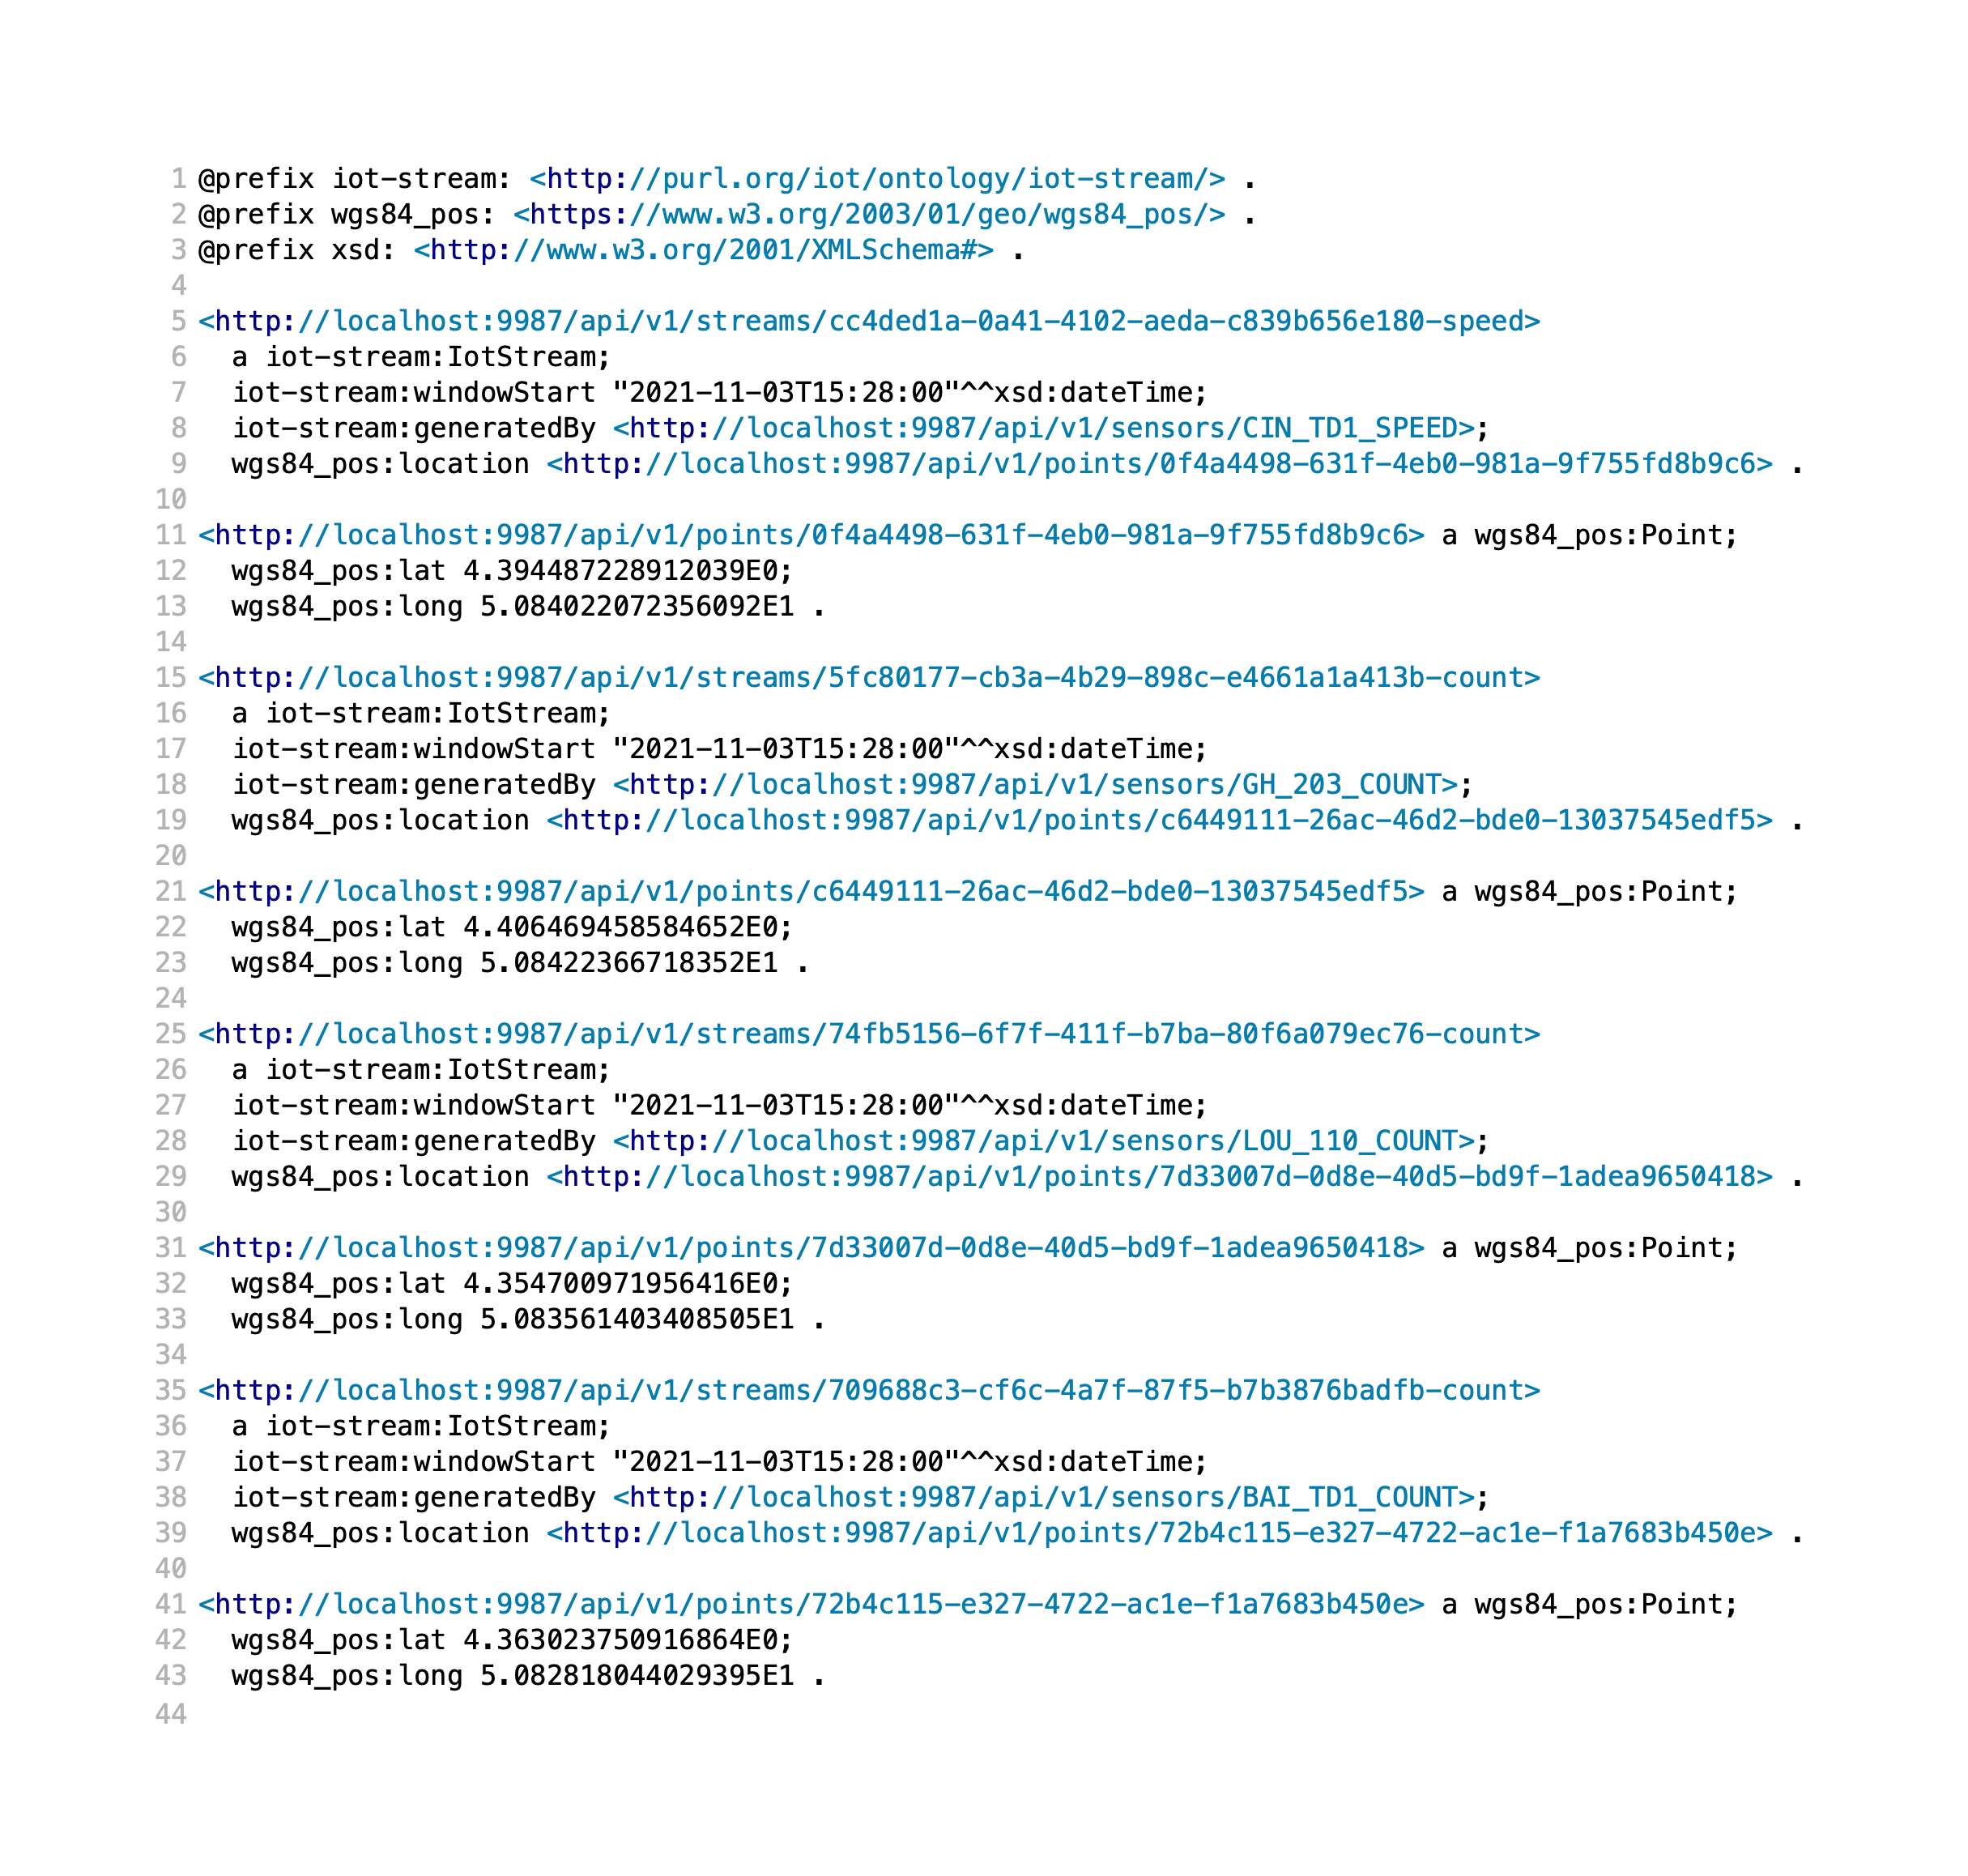 1 @prefix iot-stream: <http://purl.org/iot/ontology/iot-stream/> .
2 @prefix wgs84_pos: <https://www.w3.org/2003/01/geo/wgs84_pos/> .
3 @prefix xsd: <http://www.w3.org/2001/XMLSchema#> .
4
5 <http://localhost:9987/api/v1/streams/cc4ded1a-0a41-4102-aeda-c839b656e180-speed>
6   a iot-stream:IotStream;
7   iot-stream:windowStart "2021-11-03T15:28:00"^^xsd:dateTime;
8   iot-stream:generatedBy <http://localhost:9987/api/v1/sensors/CIN_TD1_SPEED>;
9   wgs84_pos:location <http://localhost:9987/api/v1/points/0f4a4498-631f-4eb0-981a-9f755fd8b9c6> .
10
11 <http://localhost:9987/api/v1/points/0f4a4498-631f-4eb0-981a-9f755fd8b9c6> a wgs84_pos:Point;
12   wgs84_pos:lat 4.394487228912039E0;
13   wgs84_pos:long 5.084022072356092E1 .
14
15 <http://localhost:9987/api/v1/streams/5fc80177-cb3a-4b29-898c-e4661a1a413b-count>
16   a iot-stream:IotStream;
17   iot-stream:windowStart "2021-11-03T15:28:00"^^xsd:dateTime;
18   iot-stream:generatedBy <http://localhost:9987/api/v1/sensors/GH_203_COUNT>;
19   wgs84_pos:location <http://localhost:9987/api/v1/points/c6449111-26ac-46d2-bde0-13037545edf5> .
20
21 <http://localhost:9987/api/v1/points/c6449111-26ac-46d2-bde0-13037545edf5> a wgs84_pos:Point;
22   wgs84_pos:lat 4.406469458584652E0;
23   wgs84_pos:long 5.08422366718352E1 .
24
25 <http://localhost:9987/api/v1/streams/74fb5156-6f7f-411f-b7ba-80f6a079ec76-count>
26   a iot-stream:IotStream;
27   iot-stream:windowStart "2021-11-03T15:28:00"^^xsd:dateTime;
28   iot-stream:generatedBy <http://localhost:9987/api/v1/sensors/LOU_110_COUNT>;
29   wgs84_pos:location <http://localhost:9987/api/v1/points/7d33007d-0d8e-40d5-bd9f-1adea9650418> .
30
31 <http://localhost:9987/api/v1/points/7d33007d-0d8e-40d5-bd9f-1adea9650418> a wgs84_pos:Point;
32   wgs84_pos:lat 4.354700971956416E0;
33   wgs84_pos:long 5.083561403408505E1 .
34
35 <http://localhost:9987/api/v1/streams/709688c3-cf6c-4a7f-87f5-b7b3876badfb-count>
36   a iot-stream:IotStream;
37   iot-stream:windowStart "2021-11-03T15:28:00"^^xsd:dateTime;
38   iot-stream:generatedBy <http://localhost:9987/api/v1/sensors/BAI_TD1_COUNT>;
39   wgs84_pos:location <http://localhost:9987/api/v1/points/72b4c115-e327-4722-ac1e-f1a7683b450e> .
40
41 <http://localhost:9987/api/v1/points/72b4c115-e327-4722-ac1e-f1a7683b450e> a wgs84_pos:Point;
42   wgs84_pos:lat 4.363023750916864E0;
43   wgs84_pos:long 5.082818044029395E1 .
44